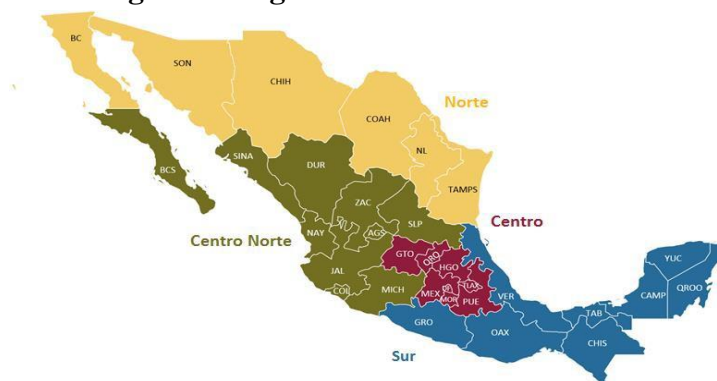 BC
SON
CHIH
COAH
Norte
NL
SINA
DUR
BCS
TAMPS
ZAC
SLP
Centro
NAY
AGS
Centro Norte
GTO
QRO
HGO
YUC
JAL
TLAX
COL
MICH
MEX
DF
MOR
PUE
VER
CAMP
QROO
TAB
GRO
OAX
CHIS
Sur